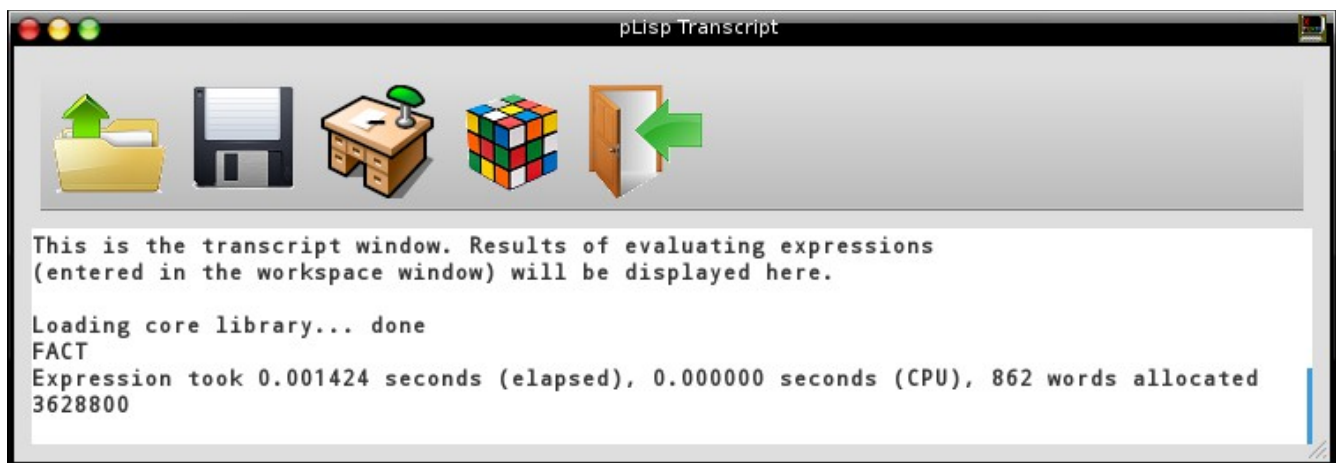 pLisp Transcript
This is the transcript window. Results of evaluating expressions
(entered in the workspace window) will be displayed here.
Loading core library... done
FACT
Expression took 0.001424 seconds (elapsed), 0.000000 seconds (CPU), 862 words allocated
3628800